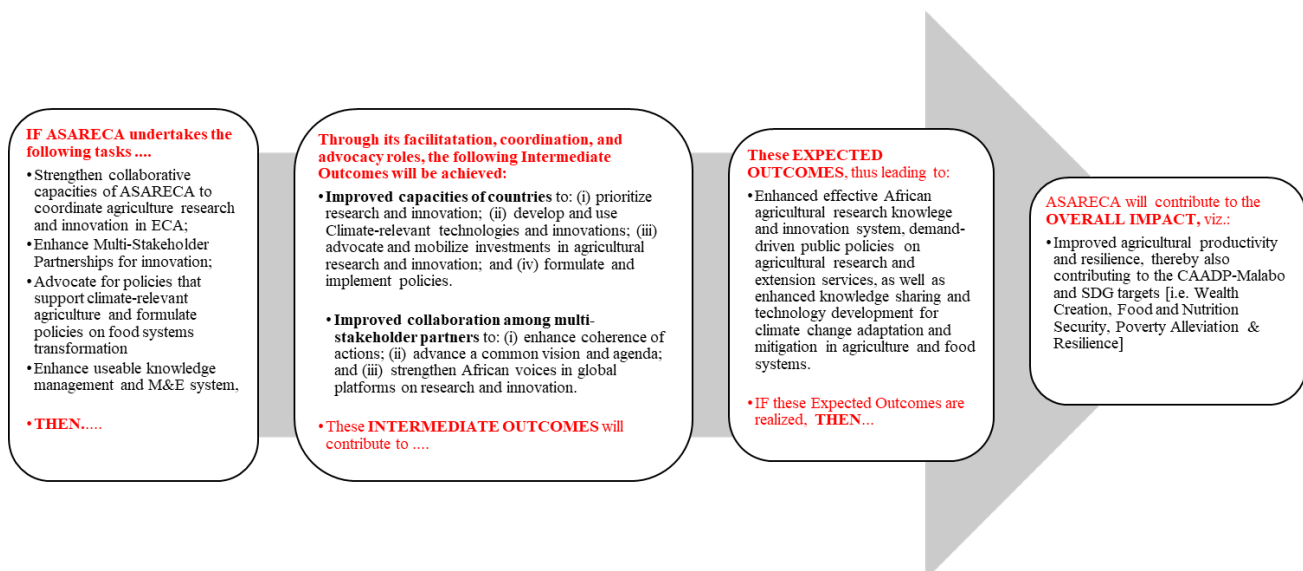 IF ASARECA undertakes the
following tasks ....
•Strengthen collaborative
capacities of ASARECA to
coordinate agriculture research
and innovation in ECA;
•Enhance Multi-Stakeholder
Partnerships for innovation;
•Advocate for policies that
support climate-relevant
agriculture and formulate
policies on food systems
transformation
•Enhance useable knowledge
management and M&E system,
•THEN.....
Through its facilitatation, coordination, and
advocacy roles, the following Intermediate
Outcomes will be achieved:
•Improved capacities of countries to: (i) prioritize
research and innovation; (ii) develop and use
Climate-relevant technologies and innovations; (iii)
advocate and mobilize investments in agricultural
research and innovation; and (iv) formulate and
implement policies.
•Improved collaboration among multi-
stakeholder partners to: (i) enhance coherence of
actions; (ii) advance a common vision and agenda;
and (iii) strengthen African voices in global
platforms on research and innovation.
•These INTERMEDIATE OUTCOMES will
contribute to ....
These EXPECTED
OUTCOMES, thus leading to:
•Enhanced effective African
agricultural research knowlege
and innovation system, demand-
driven public policies on
agricultural research and
extension services, as well as
enhanced knowledge sharing and
technology development for
climate change adaptation and
mitigation in agriculture and food
systems.
•IF these Expected Outcomes are
realized, THEN...
ASARECA will contribute to the
OVERALL IMPACT, viz.:
•Improved agricultural productivity
and resilience, thereby also
contributing to the CAADP-Malabo
and SDG targets [i.e. Wealth
Creation, Food and Nutrition
Security, Poverty Alleviation &
Resilience]